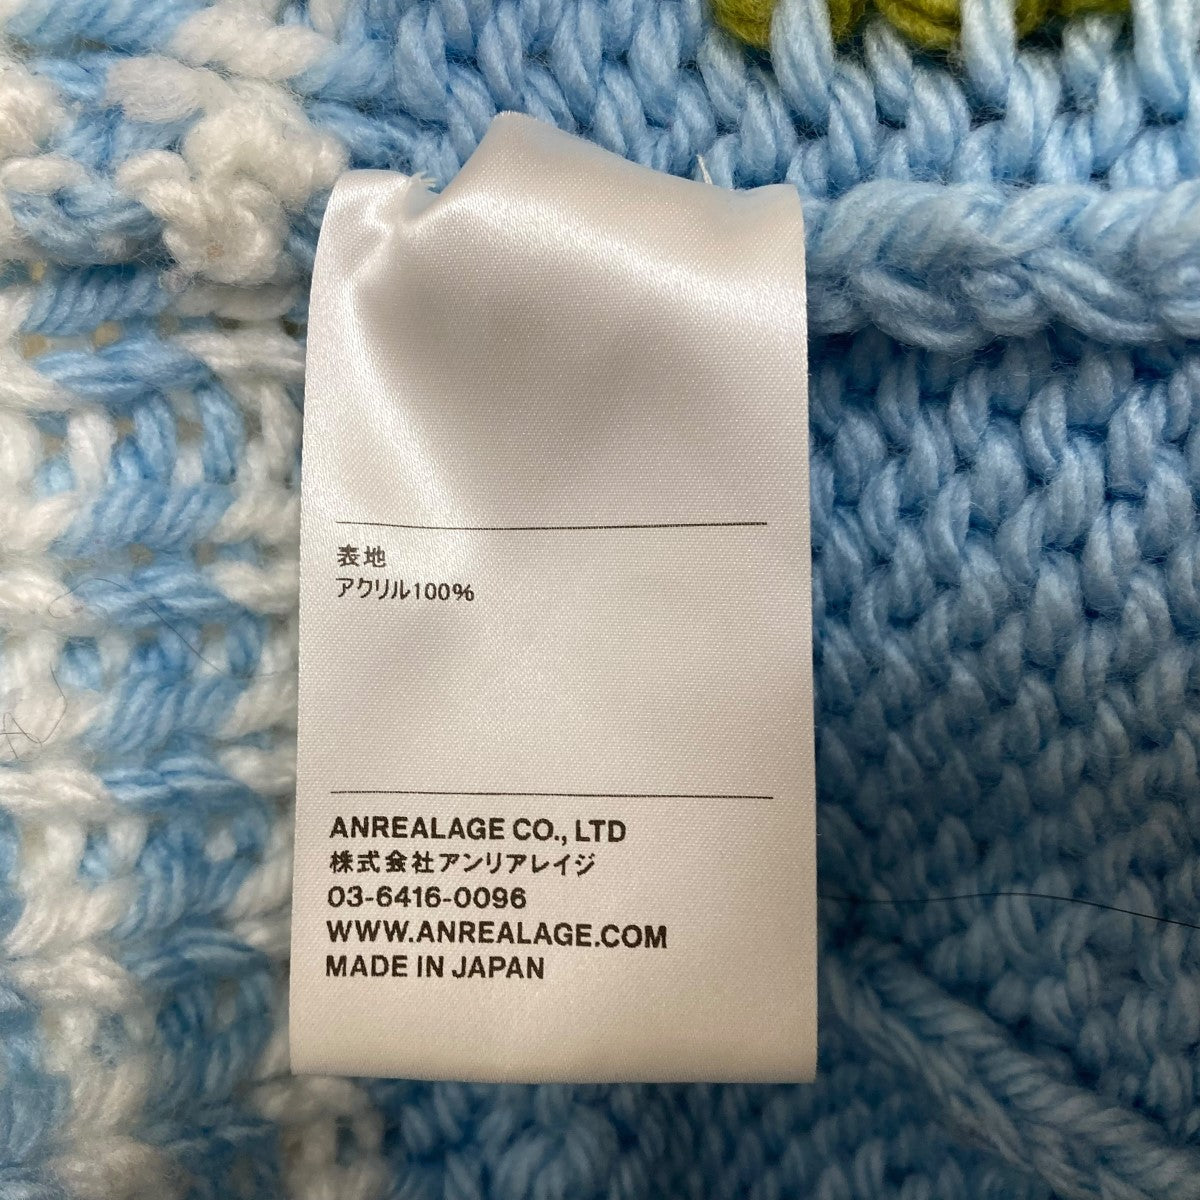 表地
アクリル100%
ANREALAGE CO., LTD
株式会社アンリアレイジ
03-6416-0096
WWW.ANREALAGE.COM
MADE IN JAPAN